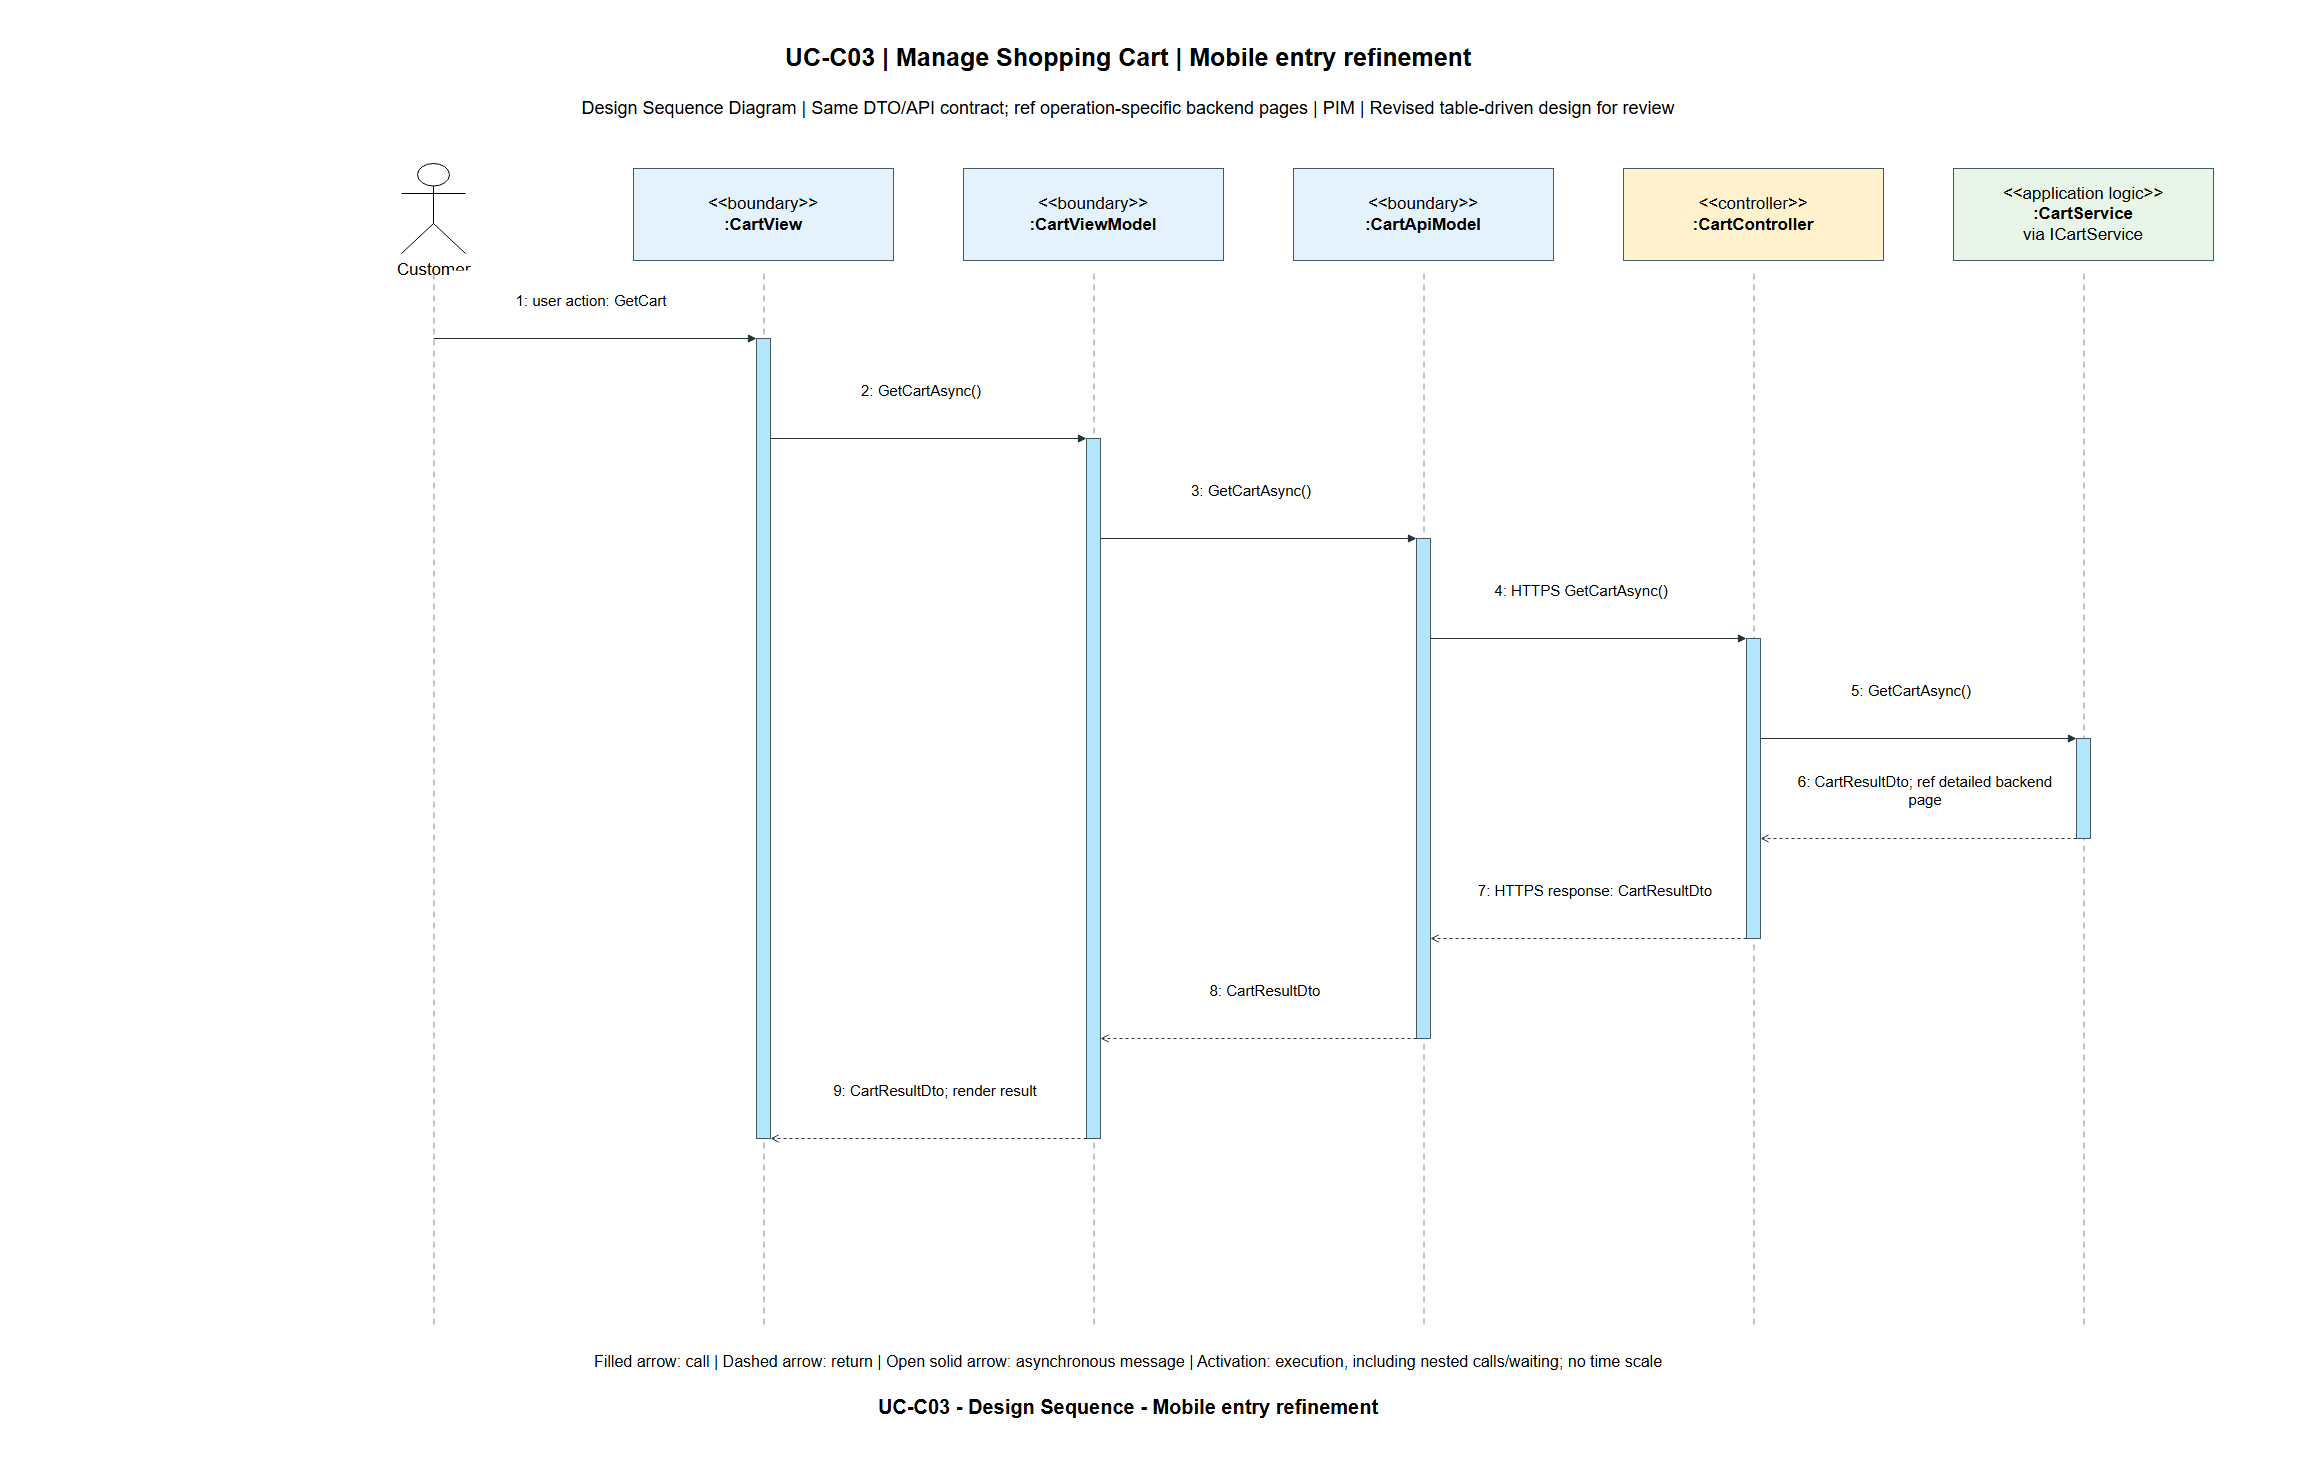 UC-C03 | Manage Shopping Cart | Mobile entry refinement
Design Sequence Diagram | Same DTO/API contract; ref operation-specific backend pages | PIM | Revised table-driven design for review
Customer
<<boundary>>
:CartView
<<boundary>>
:CartViewModel
<<boundary>>
:CartApiModel
<<controller>>
:CartController
<<application logic>>
:CartService
via ICartService
1: user action: GetCart
2: GetCartAsync()
3: GetCartAsync()
4: HTTPS GetCartAsync()
5: GetCartAsync()
6: CartResultDto; ref detailed backend
page
7: HTTPS response: CartResultDto
8: CartResultDto
9: CartResultDto; render result
Filled arrow: call | Dashed arrow: return | Open solid arrow: asynchronous message | Activation: execution, including nested calls/waiting; no time scale
UC-C03 - Design Sequence - Mobile entry refinement